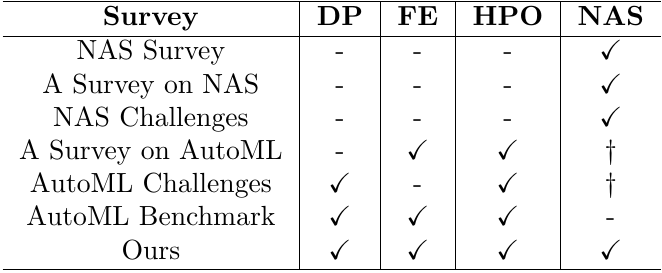 Survey DP FE HPO NAS
NAS Survey - - - ✓
A Survey on NAS - - - ✓
NAS Challenges - - - ✓
A Survey on AutoML - ✓ ✓ †
AutoML Challenges ✓ - ✓ †
AutoML Benchmark ✓ ✓ ✓ -
Ours ✓ ✓ ✓ ✓